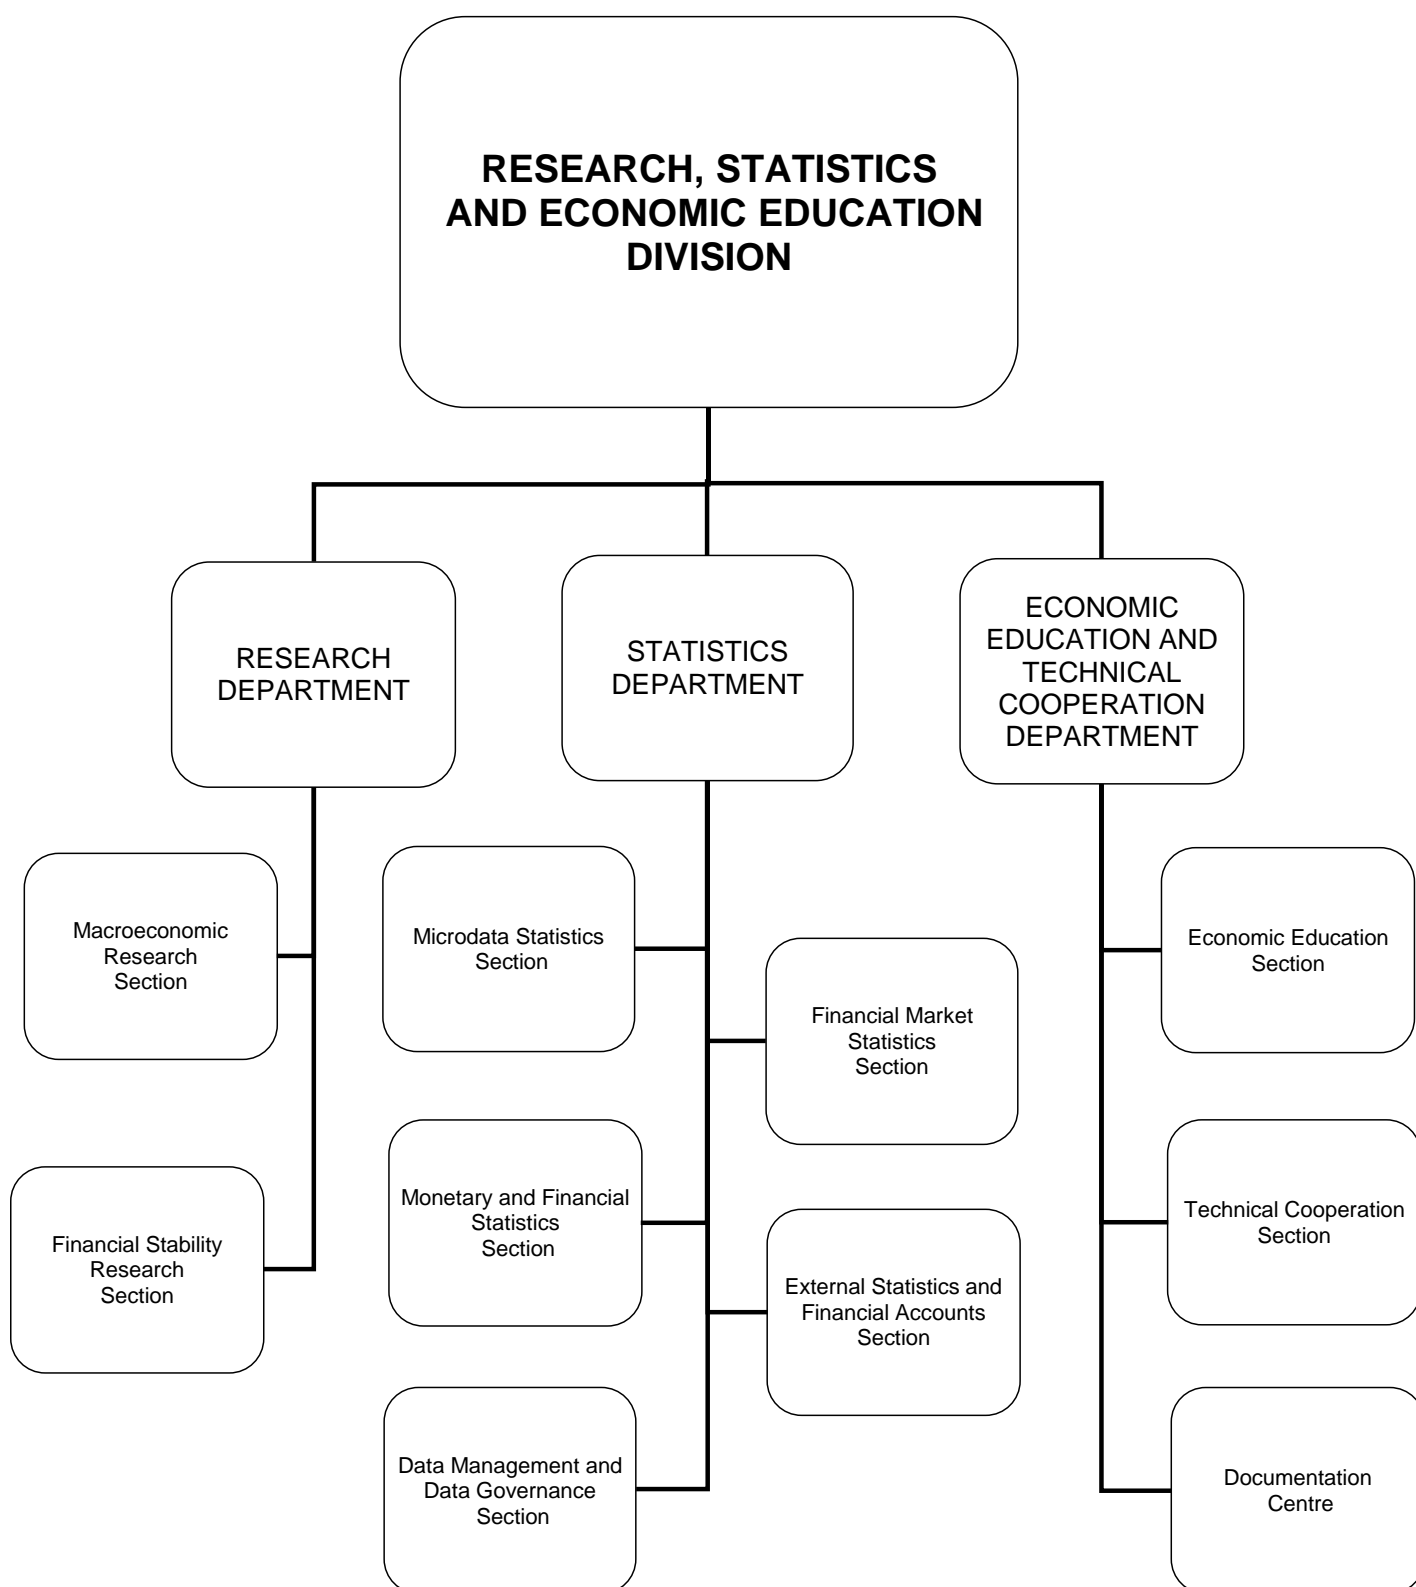 RESEARCH, STATISTICS
AND ECONOMIC EDUCATION
DIVISION
RESEARCH
DEPARTMENT
STATISTICS
DEPARTMENT
ECONOMIC
EDUCATION AND
TECHNICAL
COOPERATION
DEPARTMENT
Macroeconomic
Research
Section
Microdata Statistics
Section
Economic Education
Section
Financial Market
Statistics
Section
Financial Stability
Research
Section
Monetary and Financial
Statistics
Section
Technical Cooperation
Section
External Statistics and
Financial Accounts
Section
Data Management and
Data Governance
Section
Documentation
Centre